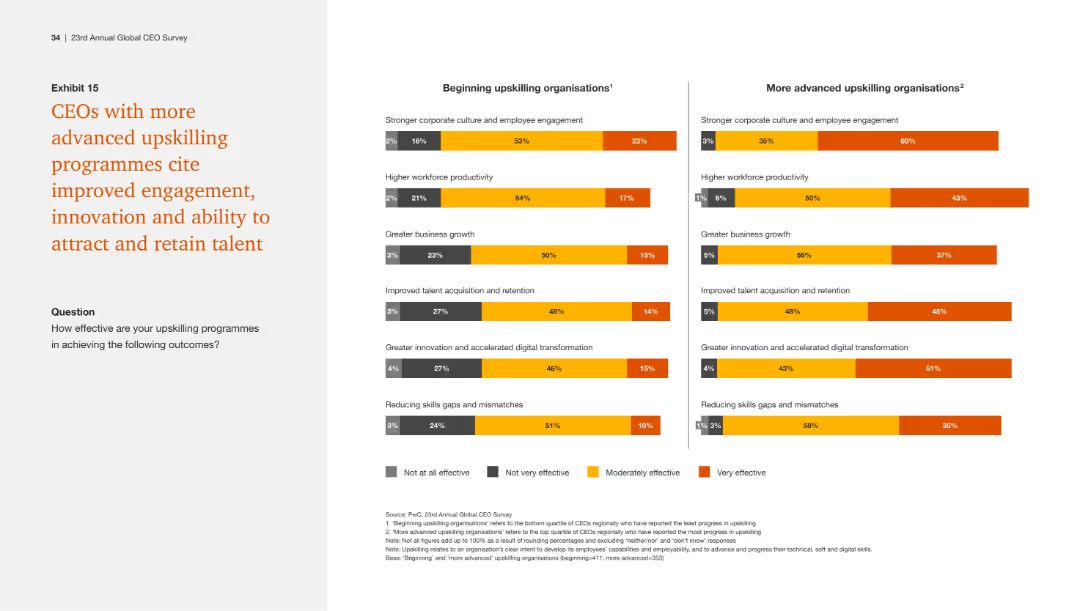 34 | 23rd Annual Global CEO Survey
Exhibit 15
CEOs with more
advanced upskilling
programmes cite
improved engagement,
innovation and ability to
attract and retain talent
Question
How effective are your upskilling programmes
in achieving the following outcomes?
Beginning upskilling organisations¹
Stronger corporate culture and employee engagement
2% 18% 53% 23%
Higher workforce productivity
2% 21% 54% 17%
Greater business growth
3% 23% 50% 15%
Improved talent acquisition and retention
3% 27% 48% 14%
Greater innovation and accelerated digital transformation
4% 27% 46% 15%
Reducing skills gaps and mismatches
3% 24% 51% 10%
More advanced upskilling organisations²
Stronger corporate culture and employee engagement
3% 35% 60%
Higher workforce productivity
1% 6% 50% 43%
Greater business growth
5% 56% 37%
Improved talent acquisition and retention
5% 48% 45%
Greater innovation and accelerated digital transformation
4% 43% 51%
Reducing skills gaps and mismatches
1% 3% 58% 35%
Not at all effective
Not very effective
Moderately effective
Very effective
Source: PwC, 23rd Annual Global CEO Survey
1. 'Beginning upskilling organisations' refers to the bottom quartile of CEOs regionally who have reported the least progress in upskilling
2. 'More advanced upskilling organisations' refers to the top quartile of CEOs regionally who have reported the most progress in upskilling
Note: Not all figures add up to 100% as a result of rounding percentages and excluding 'neither/nor' and 'don't know' responses
Note: Upskilling relates to an organisation's clear intent to develop its employees' capabilities and employability, and to advance and progress their technical, soft and digital skills.
Base: 'Beginning' and 'more advanced' upskilling organisations (beginning=411; more advanced=353)